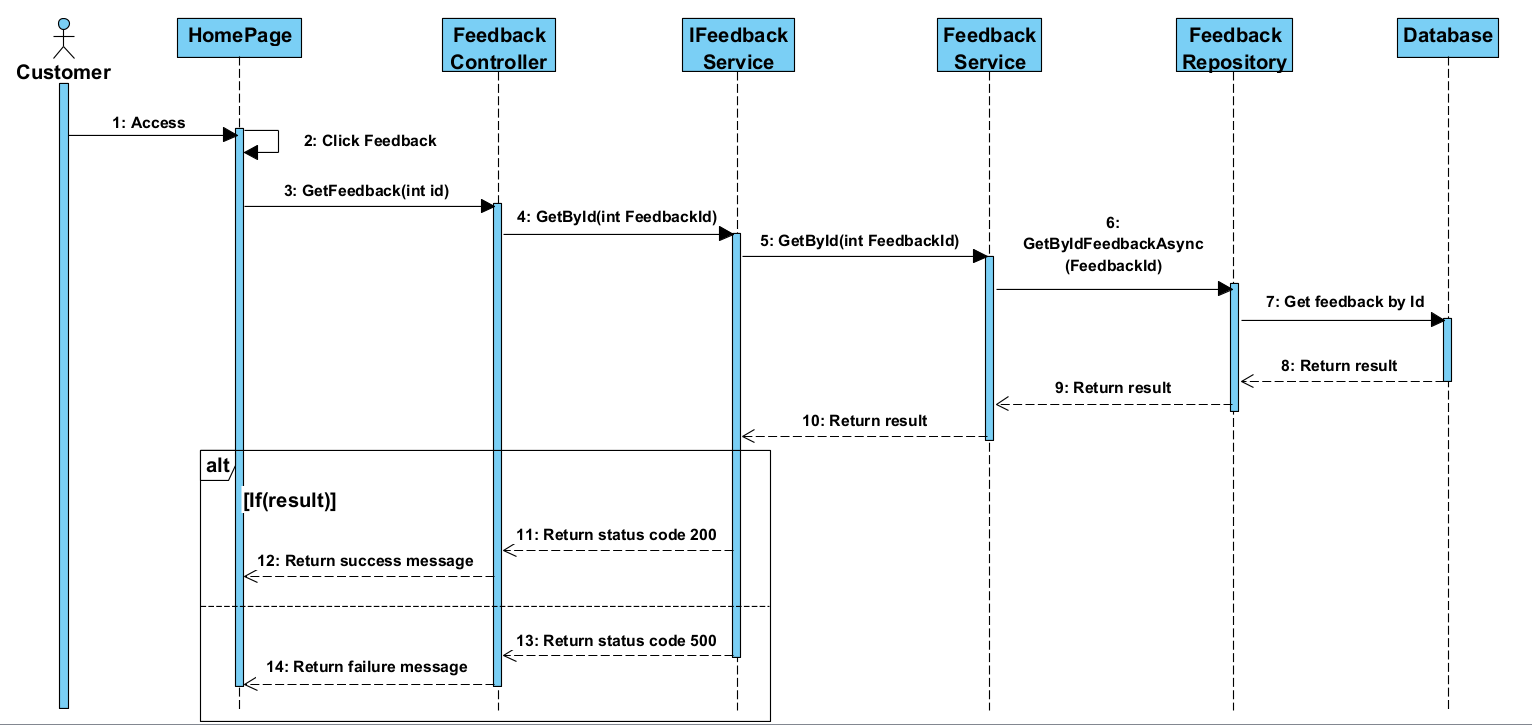 Customer
HomePage
Feedback
Controller
IFeedback
Service
Feedback
Service
Feedback
Repository
Database
1: Access
2: Click Feedback
3: GetFeedback(int id)
4: GetById(int FeedbackId)
5: GetById(int FeedbackId)
6:
GetByIdFeedbackAsync
(FeedbackId)
7: Get feedback by Id
8: Return result
9: Return result
10: Return result
alt
[If(result)]
11: Return status code 200
12: Return success message
13: Return status code 500
14: Return failure message